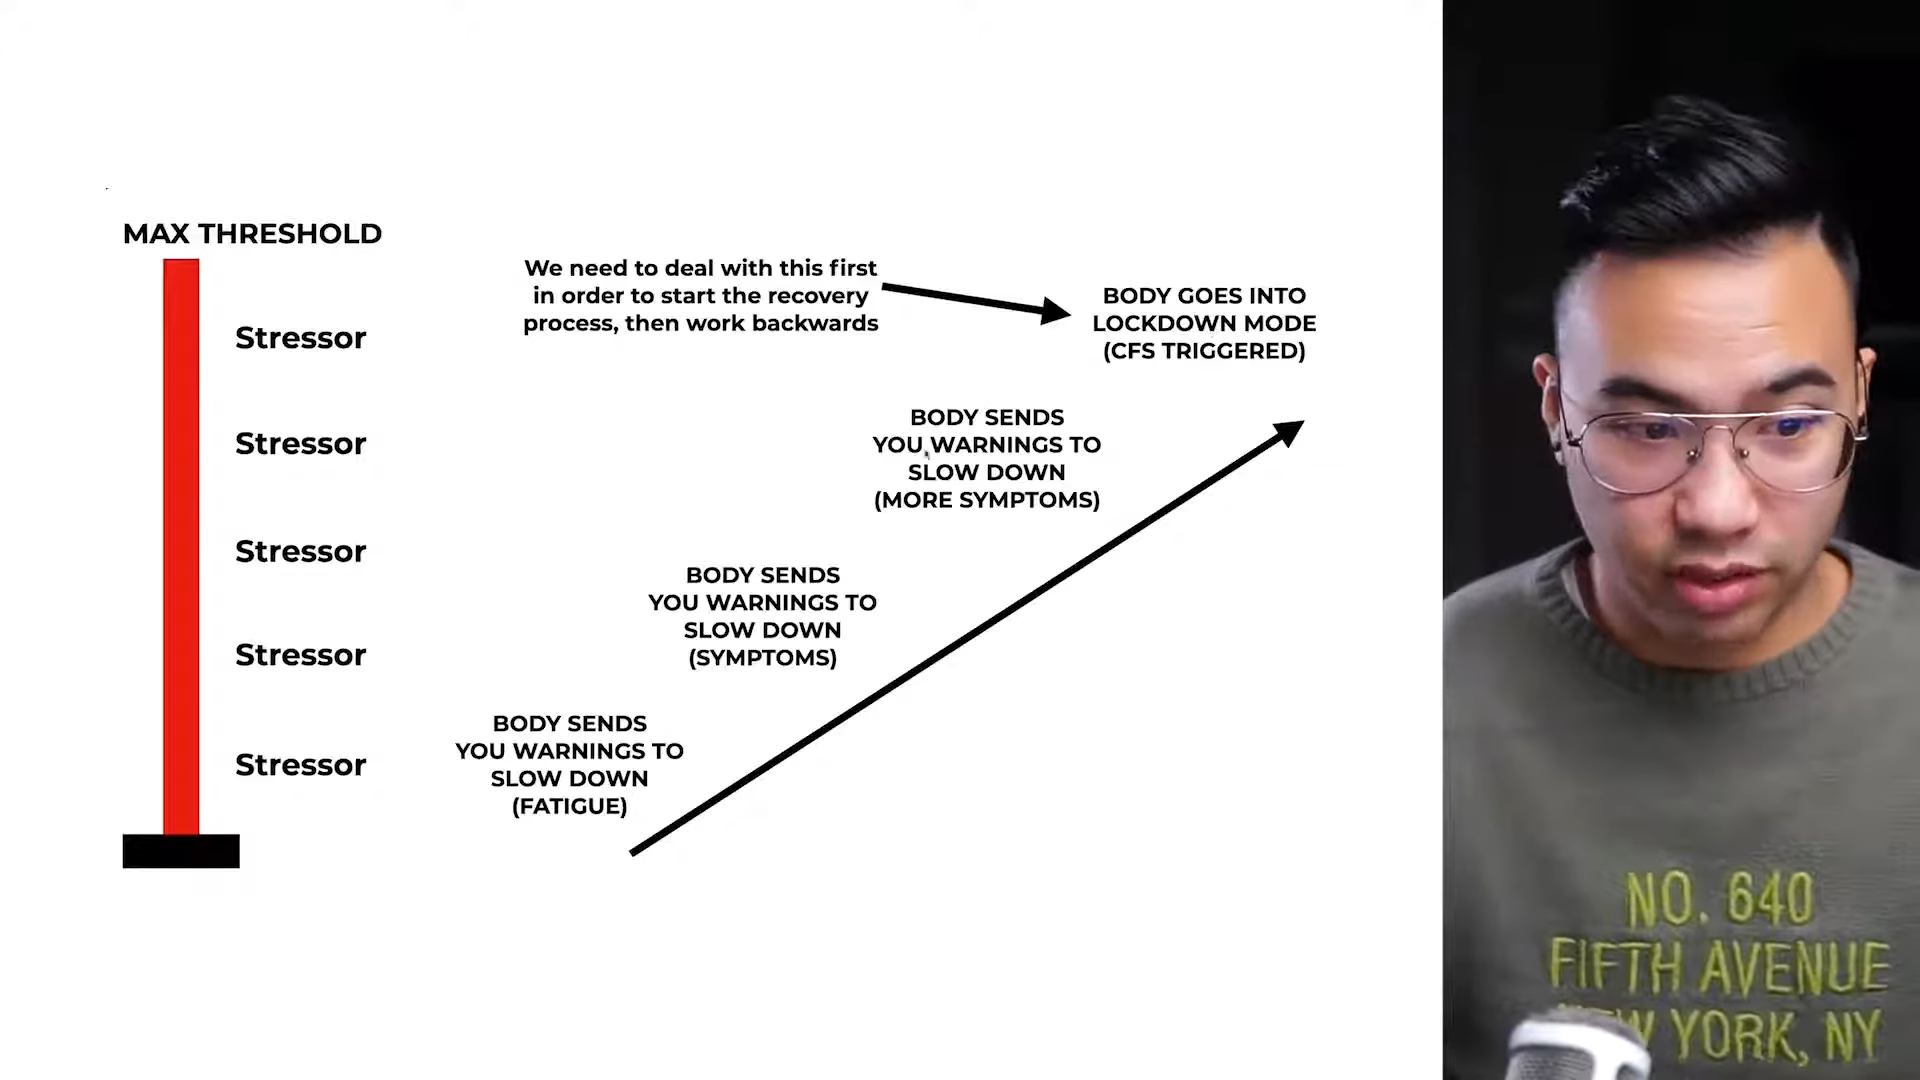 MAX THRESHOLD
Stressor
Stressor
Stressor
Stressor
Stressor
We need to deal with this first
in order to start the recovery
process, then work backwards
BODY GOES INTO
LOCKDOWN MODE
(CFS TRIGGERED)
BODY SENDS
YOU WARNINGS TO
SLOW DOWN
(MORE SYMPTOMS)
BODY SENDS
YOU WARNINGS TO
SLOW DOWN
(SYMPTOMS)
BODY SENDS
YOU WARNINGS TO
SLOW DOWN
(FATIGUE)
NO. 640
FIFTH AVENUE
NEW YORK, NY